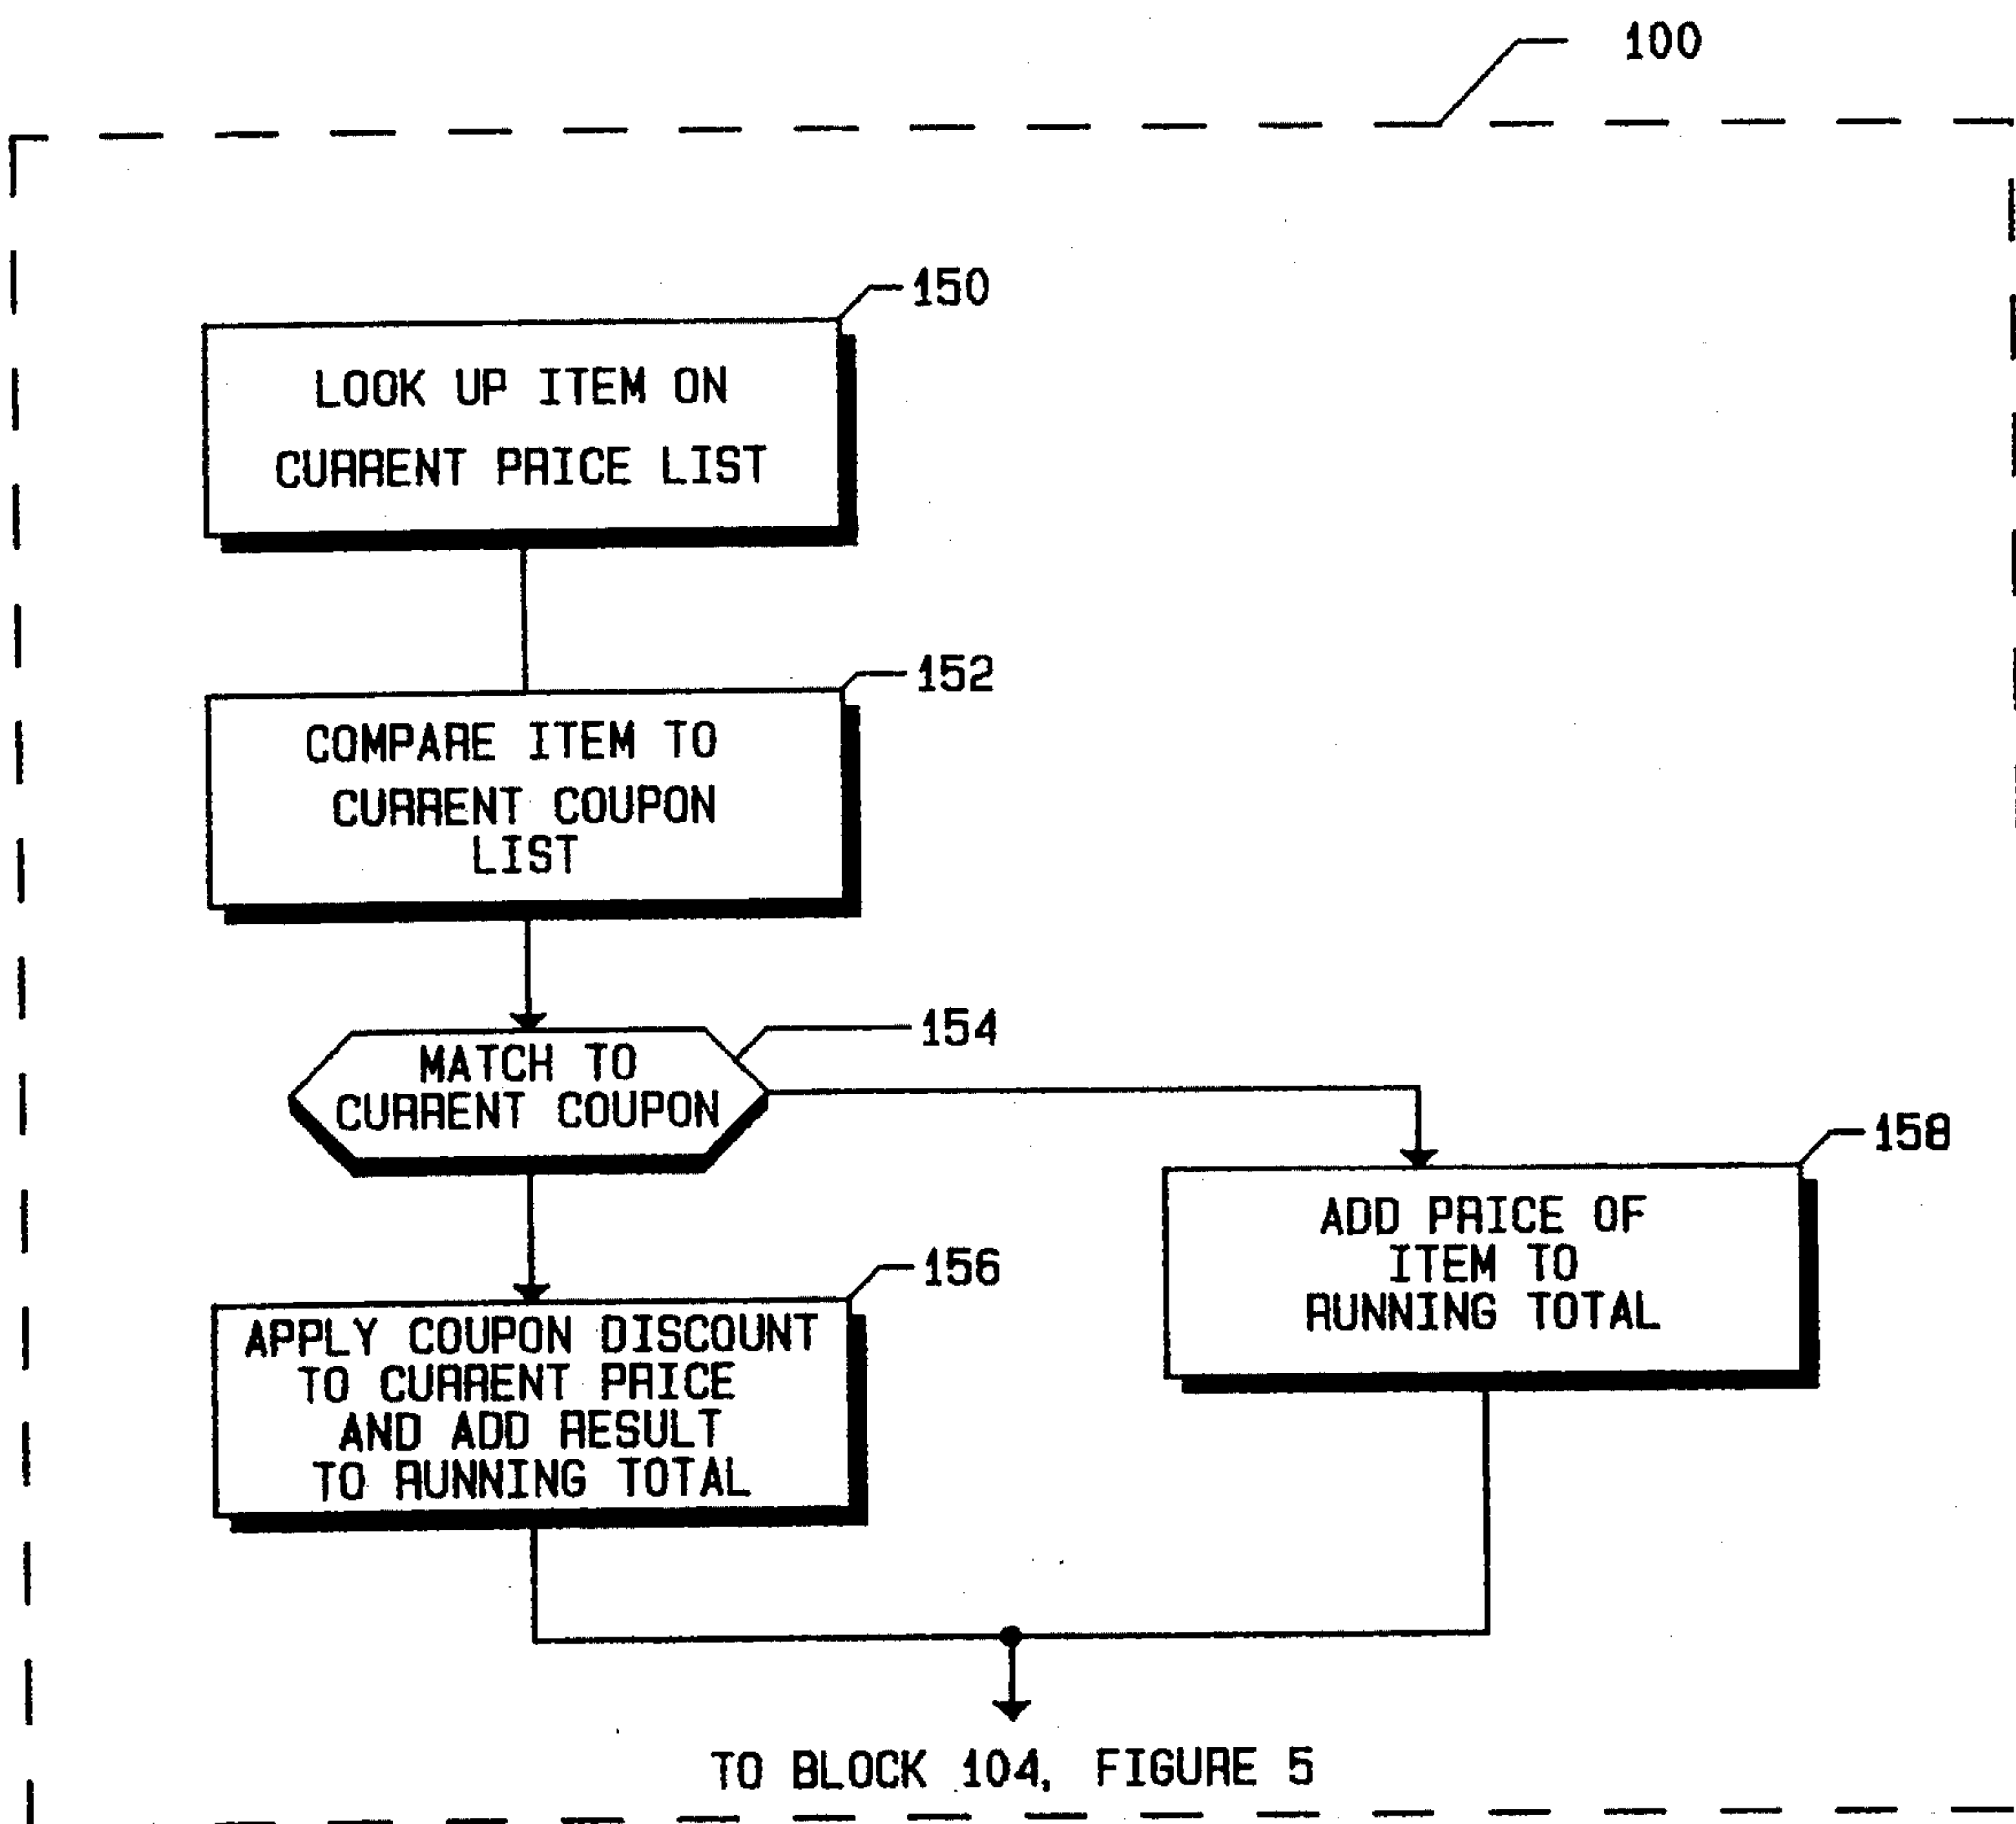 100
150
LOOK UP ITEM ON
CURRENT PRICE LIST
152
COMPARE ITEM TO
CURRENT COUPON
LIST
154
MATCH TO
CURRENT COUPON
158
ADD PRICE OF
ITEM TO
RUNNING TOTAL
156
APPLY COUPON DISCOUNT
TO CURRENT PRICE
AND ADD RESULT
TO RUNNING TOTAL
TO BLOCK 104, FIGURE 5